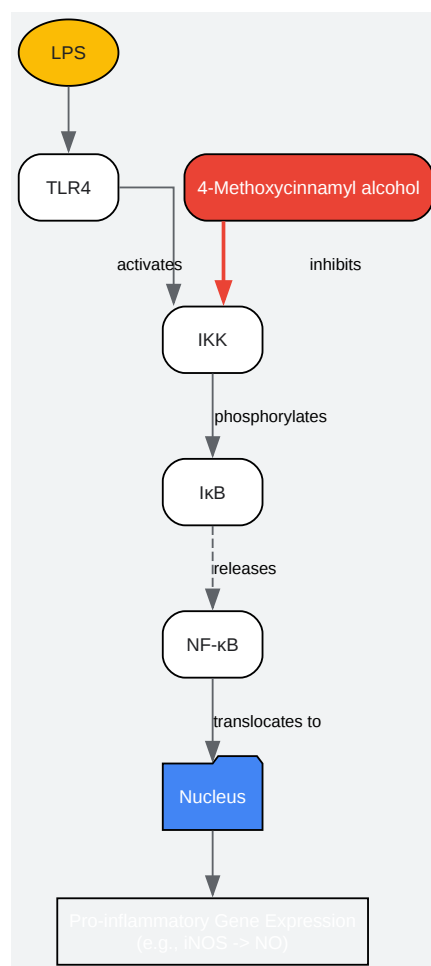 LPS
TLR4
4-Methoxycinnamyl alcohol
activates
inhibits
IKK
phosphorylates
IκB
releases
NF-κB
translocates to
Nucleus
Pro-inflammatory Gene Expression
(e.g., iNOS -> NO)